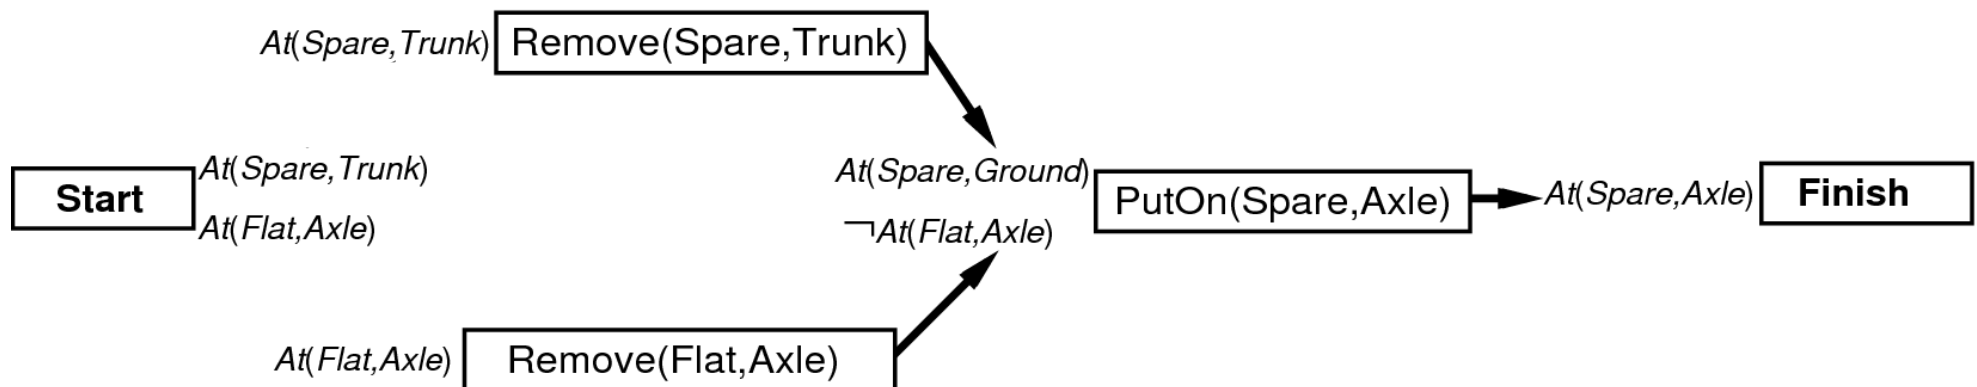 At(Spare,Trunk) Remove(Spare,Trunk)
Start
At(Spare,Trunk)
At(Flat,Axle)
At(Spare,Ground)
¬At(Flat,Axle)
PutOn(Spare,Axle)
At(Spare,Axle) Finish
At(Flat,Axle) Remove(Flat,Axle)